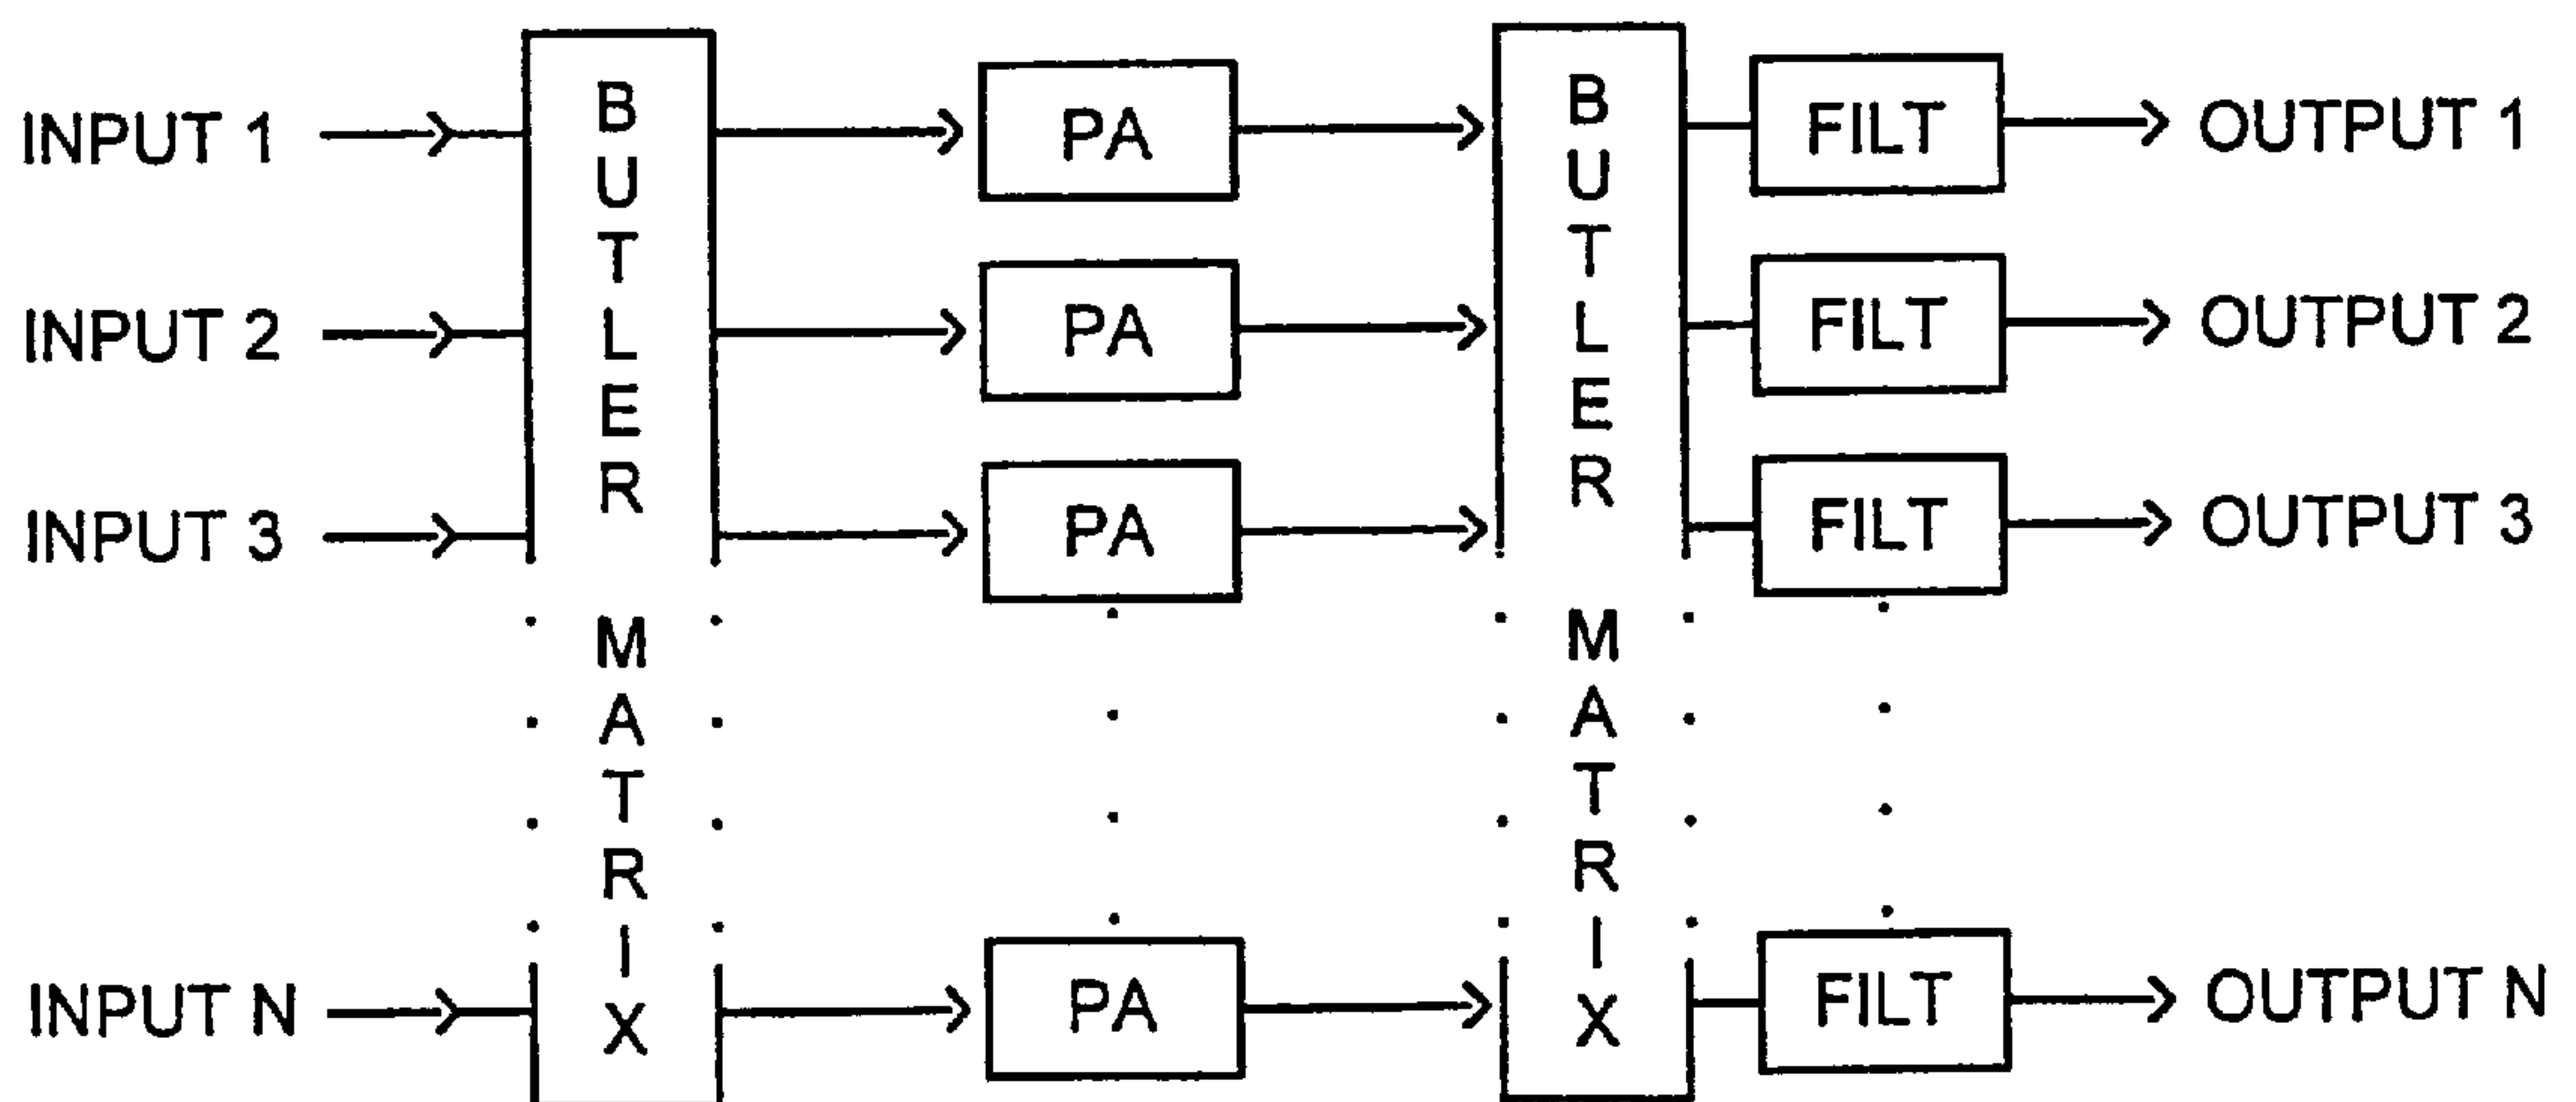 INPUT 1
INPUT 2
INPUT 3
INPUT N
BUTLER MATRIX
PA
PA
PA
PA
BUTLER MATRIX
FILT
FILT
FILT
FILT
OUTPUT 1
OUTPUT 2
OUTPUT 3
OUTPUT N